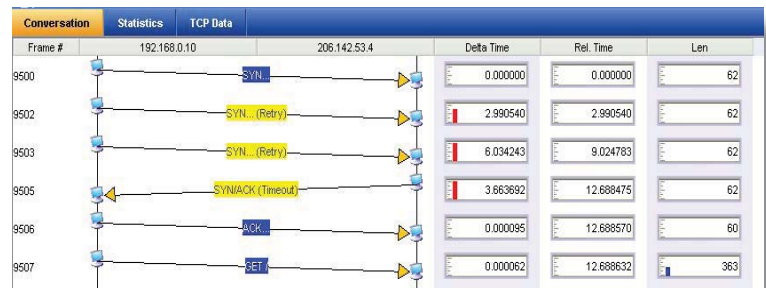 Conversation Statistics TCP Data
Frame # 192.168.0.10 206.142.53.4 Delta Time Rel. Time Len
9500 SYN... 0.000000 0.000000 62
9502 SYN... (Retry) 2.990540 2.990540 62
9503 SYN... (Retry) 6.034243 9.024783 62
9505 SYN/ACK (Timeout) 3.663692 12.688475 62
9506 ACK... 0.000095 12.688570 60
9507 GET / 0.000062 12.688632 363